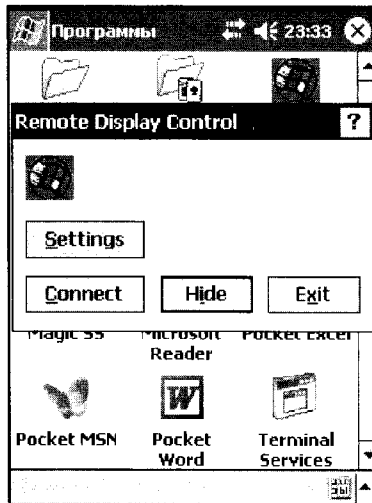 Программы 23:33
Remote Display Control ?
Settings
Connect Hide Exit
Magic SS Microsoft Reader Pocket Excel
Pocket MSN Pocket Word Terminal Services